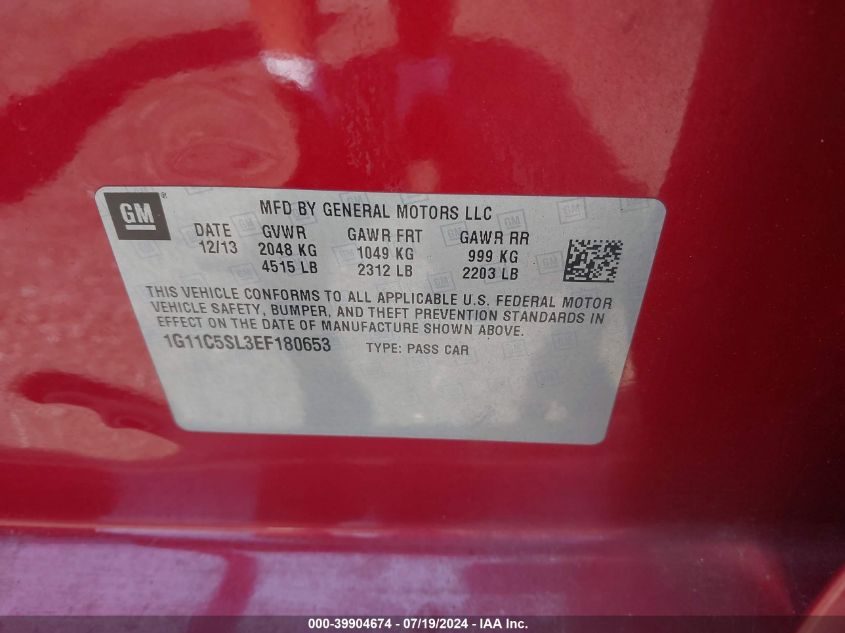 GM ®
MFD BY GENERAL MOTORS LLC
DATE GVWR GAWR FRT GAWR RR
12/13 2048 KG 1049 KG 999 KG
4515 LB 2312 LB 2203 LB
THIS VEHICLE CONFORMS TO ALL APPLICABLE U.S. FEDERAL MOTOR
VEHICLE SAFETY, BUMPER, AND THEFT PREVENTION STANDARDS IN
EFFECT ON THE DATE OF MANUFACTURE SHOWN ABOVE.
1G11C5SL3EF180653 TYPE: PASS CAR
000-39904674 / 07/19/2024 - IAA Inc.